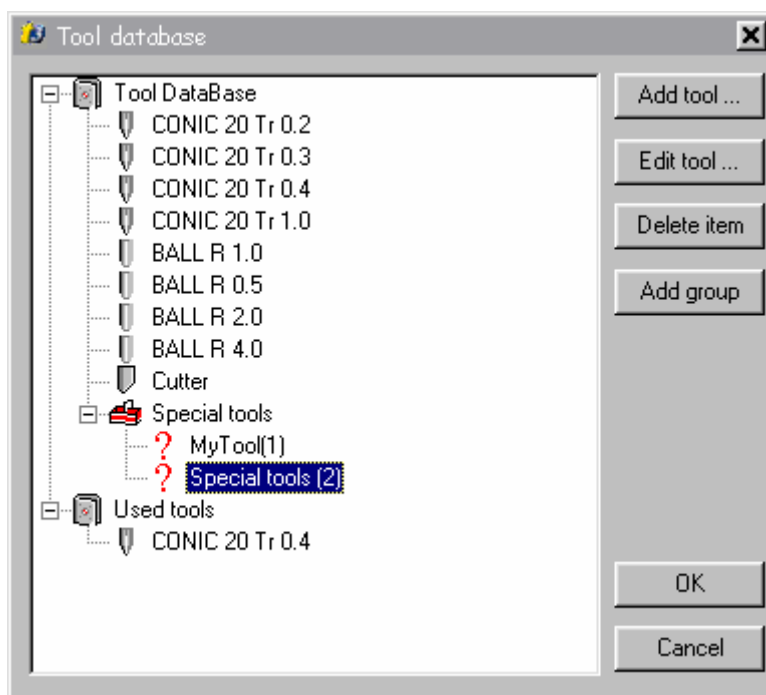 Tool database
Tool DataBase
CONIC 20 Tr 0.2
CONIC 20 Tr 0.3
CONIC 20 Tr 0.4
CONIC 20 Tr 1.0
BALL R 1.0
BALL R 0.5
BALL R 2.0
BALL R 4.0
Cutter
Special tools
? MyTool(1)
? Special tools (2)
Used tools
CONIC 20 Tr 0.4
Add tool ...
Edit tool ...
Delete item
Add group
OK
Cancel